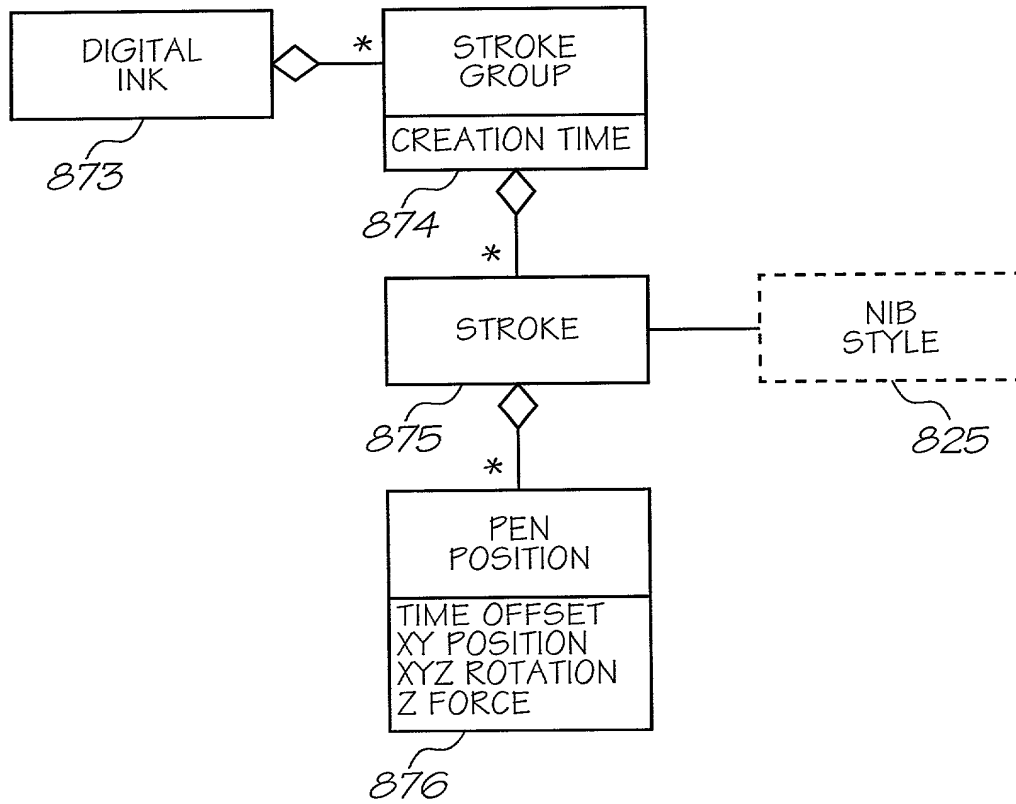 DIGITAL
INK
*
STROKE
GROUP
CREATION TIME
873
874
*
STROKE
NIB
STYLE
875
825
*
PEN
POSITION
TIME OFFSET
XY POSITION
XYZ ROTATION
Z FORCE
876